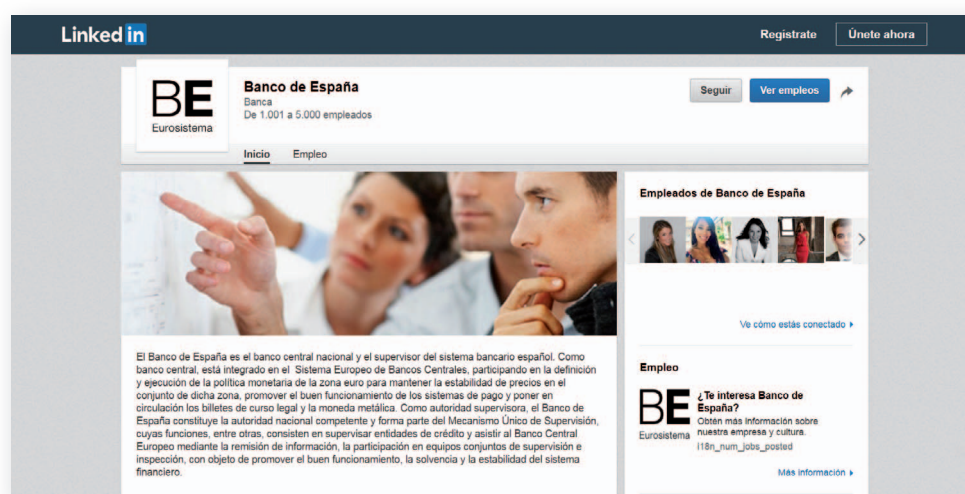 Linked in
Regístrate
Únete ahora
BE
Eurosistema
Banco de España
Banca
De 1.001 a 5.000 empleados
Seguir
Ver empleos
Inicio
Empleo
El Banco de España es el banco central nacional y el supervisor del sistema bancario español. Como
banco central, está integrado en el Sistema Europeo de Bancos Centrales, participando en la definición
y ejecución de la política monetaria de la zona euro para mantener la estabilidad de precios en el
conjunto de dicha zona, promover el buen funcionamiento de los sistemas de pago y poner en
circulación los billetes de curso legal y la moneda metálica. Como autoridad supervisora, el Banco de
España constituye la autoridad nacional competente y forma parte del Mecanismo Único de Supervisión,
cuyas funciones, entre otras, consisten en supervisar entidades de crédito y asistir al Banco Central
Europeo mediante la remisión de información, la participación en equipos conjuntos de supervisión e
inspección, con objeto de promover el buen funcionamiento, la solvencia y la estabilidad del sistema
financiero.
Empleados de Banco de España
Ve cómo estás conectado
Empleo
BE
Eurosistema
¿Te interesa Banco de
España?
Obtén más información sobre
nuestra empresa y cultura.
i18n_num_jobs_posted
Más información